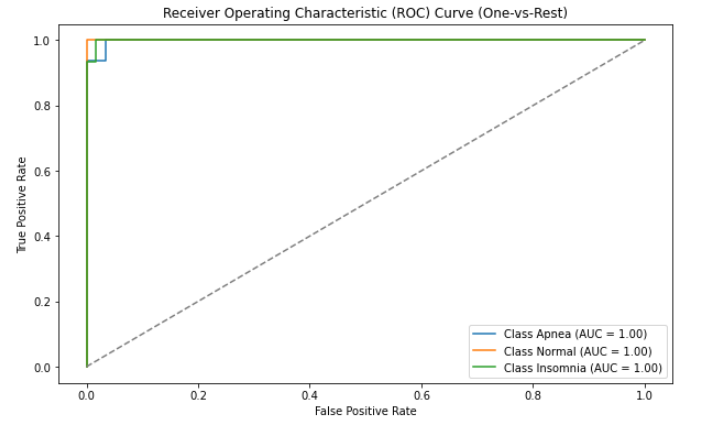 Receiver Operating Characteristic (ROC) Curve (One-vs-Rest)
1.0
0.8
0.6
0.4
0.2
0.0
True Positive Rate
Class Apnea (AUC = 1.00)
Class Normal (AUC = 1.00)
Class Insomnia (AUC = 1.00)
0.0 0.2 0.4 0.6 0.8 1.0
False Positive Rate